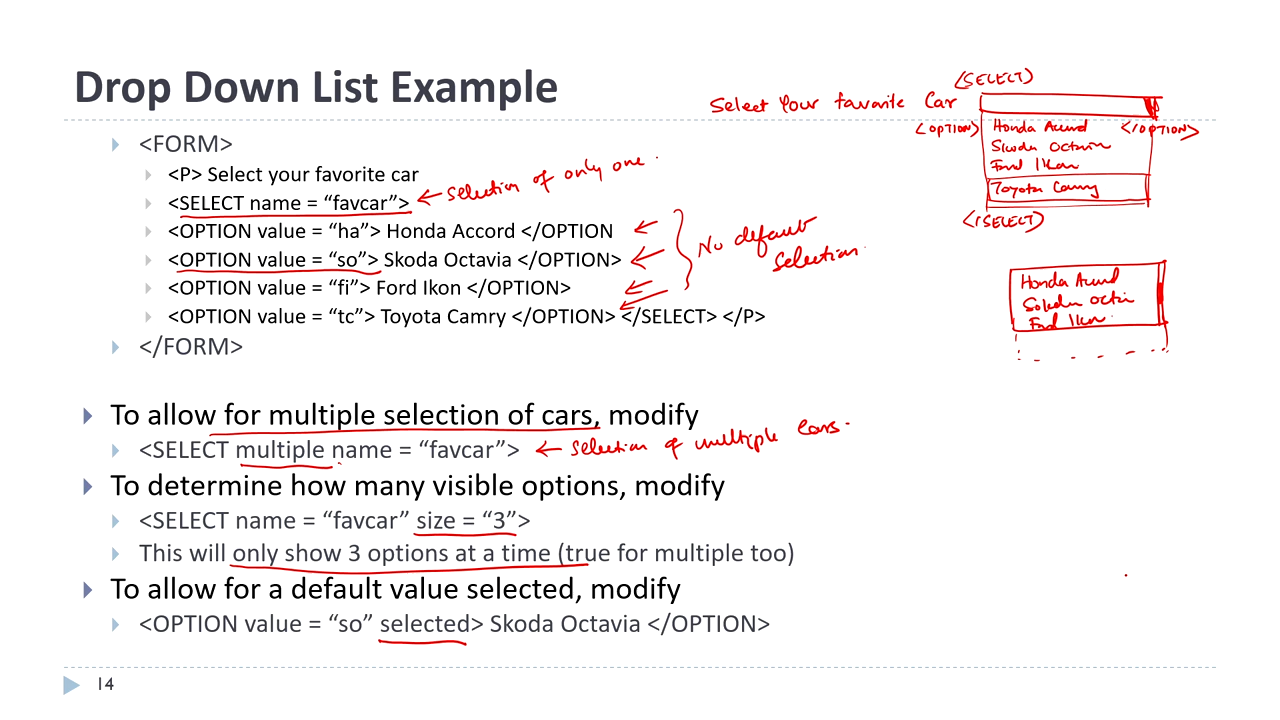 Drop Down List Example
<SELECT>
Select Your favorite Car
<FORM>
<OPTION> Honda Accord </OPTION>
Skoda Octavia
Ford Ikon
Toyota Camry
</SELECT>
<P> Select your favorite car
<SELECT name = “favcar”> ← Selection of only one.
<OPTION value = “ha”> Honda Accord </OPTION
<OPTION value = “so”> Skoda Octavia </OPTION>
<OPTION value = “fi”> Ford Ikon </OPTION>
<OPTION value = “tc”> Toyota Camry </OPTION> </SELECT> </P>
</FORM>
No default
Selection
Honda Accord
Ford Ikon
To allow for multiple selection of cars, modify
<SELECT multiple name = “favcar”> ← Selection of multiple Cars.
To determine how many visible options, modify
<SELECT name = “favcar” size = “3”>
This will only show 3 options at a time (true for multiple too)
To allow for a default value selected, modify
<OPTION value = “so” selected> Skoda Octavia </OPTION>
14